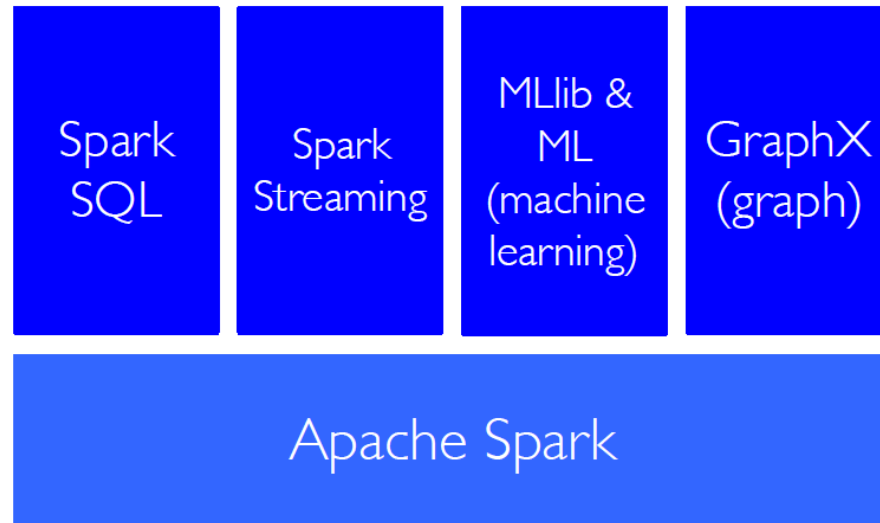 Spark
SQL
Spark
Streaming
MLlib &
ML
(machine
learning)
GraphX
(graph)
Apache Spark